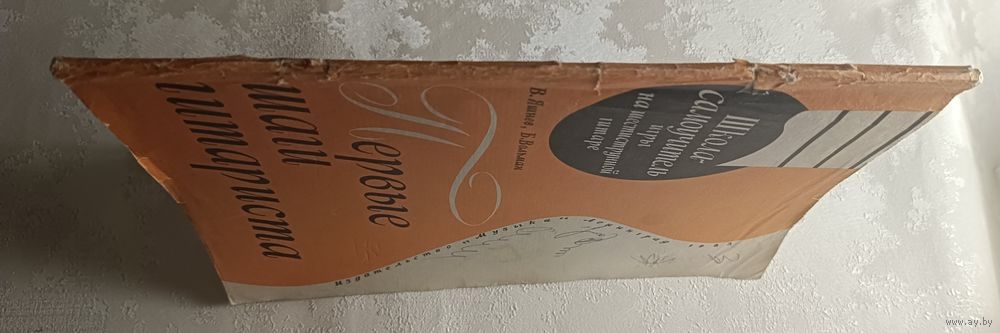 Школа-
самоучитель
игры
на шестиструнной
гитаре
В. Яшнев, Б. Вольман
Первые
шаги
гитариста
www.ay.by